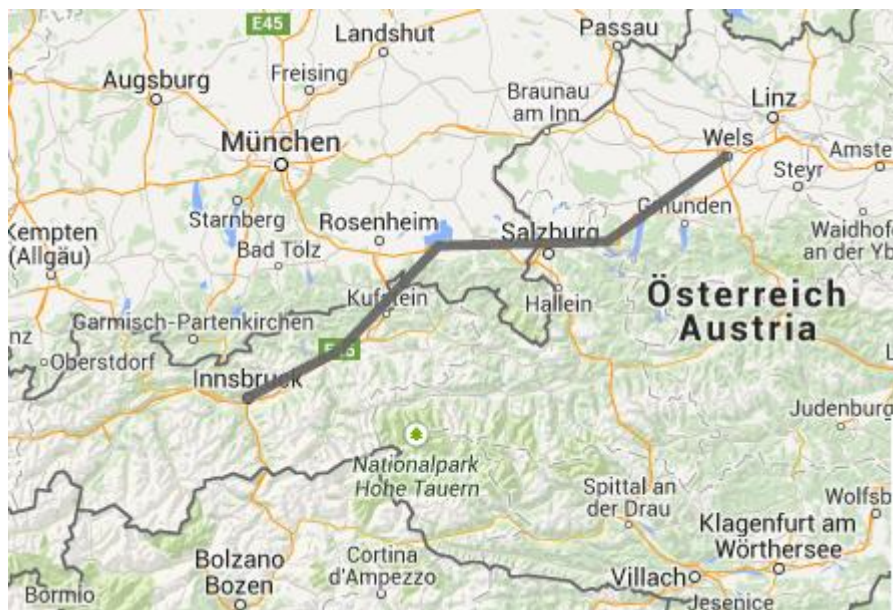 E45
Landshut
Passau
Augsburg
Freising
Braunau
am Inn
Linz
München
Wels
Amste
Steyr
Starnberg
Rosenheim
Gmunden
Kempten
(Allgäu)
Bad Tölz
Salzburg
Waidhofe
an der Yb
Kufstein
Hallein
Österreich
Austria
Garmisch-Partenkirchen
nz
Oberstdorf
E45
Innsbruck
L
Judenburg
Nationalpark
Hohe Tauern
Spittal an
der Drau
Wolfsb
Klagenfurt am
Wörthersee
Bolzano
Bozen
Cortina
d'Ampezzo
Villach
Bormio
Jesenice